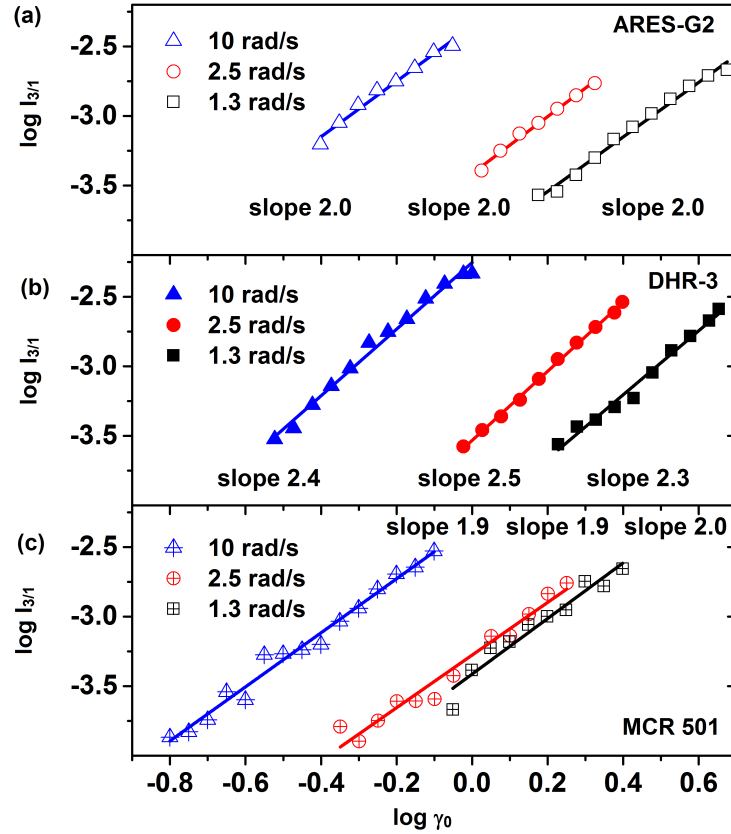 (a)
ARES-G2
10 rad/s
2.5 rad/s
1.3 rad/s
-2.5
-3.0
-3.5
log I3/1
slope 2.0
slope 2.0
slope 2.0
(b)
DHR-3
10 rad/s
2.5 rad/s
1.3 rad/s
-2.5
-3.0
-3.5
log I3/1
slope 2.4
slope 2.5
slope 2.3
(c)
slope 1.9
slope 1.9
slope 2.0
10 rad/s
2.5 rad/s
1.3 rad/s
-2.5
-3.0
-3.5
log I3/1
MCR 501
-0.8
-0.6
-0.4
-0.2
0.0
0.2
0.4
0.6
log γ0